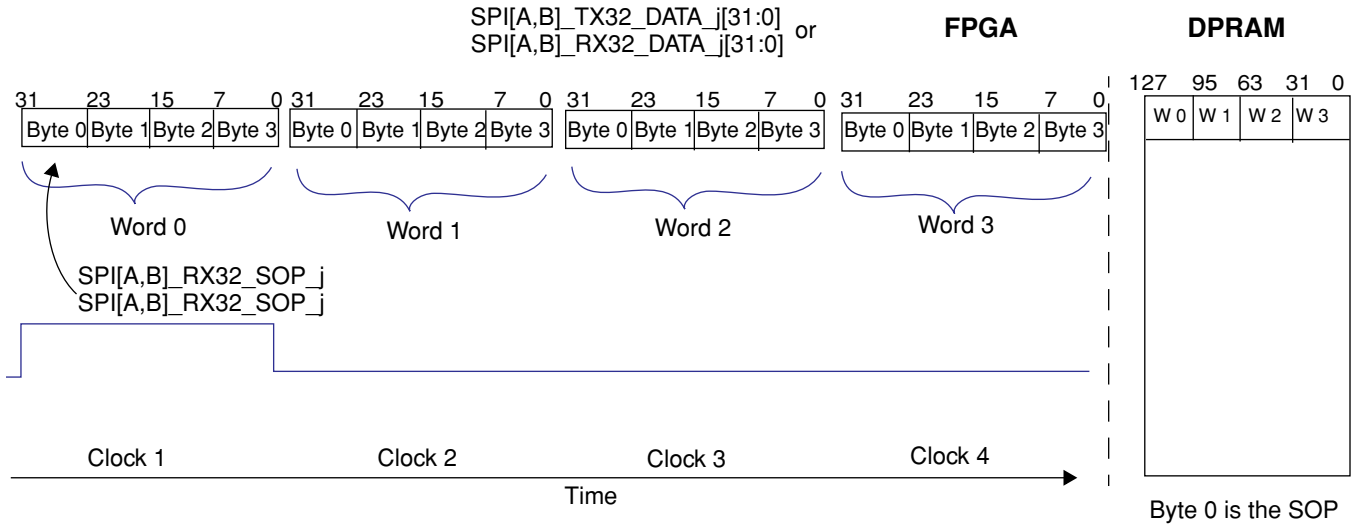 SPI[A,B]_TX32_DATA_j[31:0] or
SPI[A,B]_RX32_DATA_j[31:0]
FPGA
DPRAM
31 23 15 7 0 31 23 15 7 0 31 23 15 7 0 31 23 15 7 0
Byte 0 Byte 1 Byte 2 Byte 3 Byte 0 Byte 1 Byte 2 Byte 3 Byte 0 Byte 1 Byte 2 Byte 3 Byte 0 Byte 1 Byte 2 Byte 3
127 95 63 31 0
W 0 W 1 W 2 W 3
Word 0 Word 1 Word 2 Word 3
SPI[A,B]_RX32_SOP_j
SPI[A,B]_RX32_SOP_j
Clock 1 Clock 2 Clock 3 Clock 4
Time
Byte 0 is the SOP